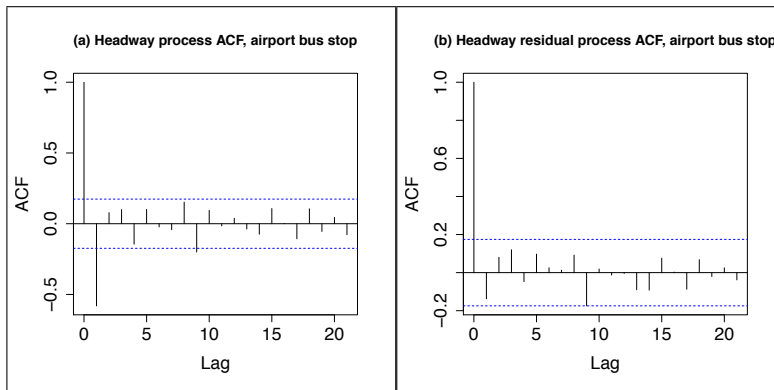 (a) Headway process ACF, airport bus stop
ACF
1.0
0.5
0.0
−0.5
0 5 10 15 20
Lag
(b) Headway residual process ACF, airport bus stop
ACF
1.0
0.6
0.2
−0.2
0 5 10 15 20
Lag